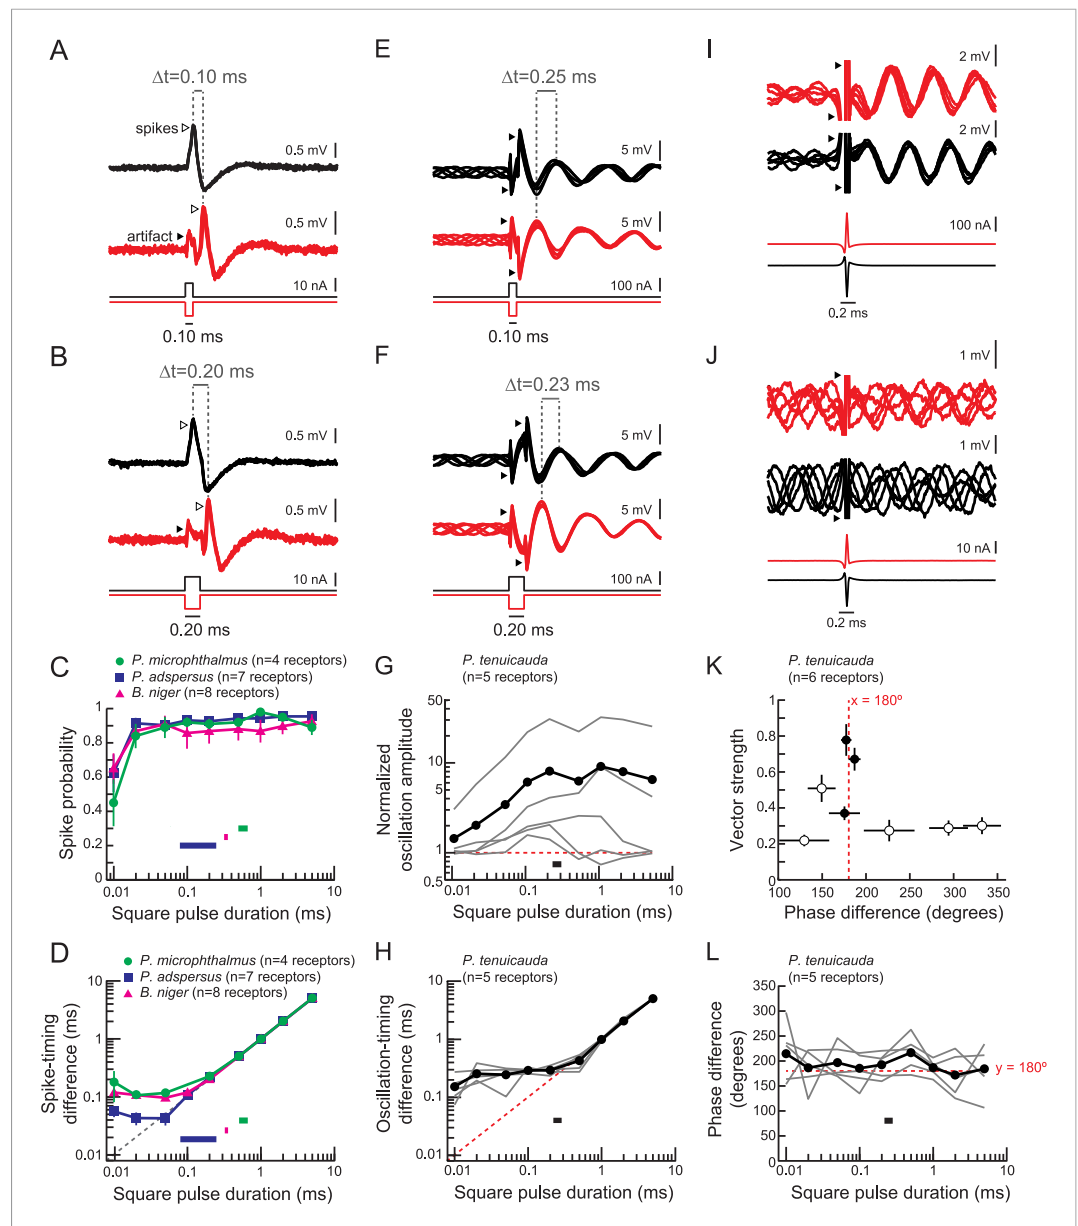 A
Δt=0.10 ms
spikes
0.5 mV
artifact
0.5 mV
10 nA
0.10 ms
B
Δt=0.20 ms
0.5 mV
0.5 mV
10 nA
0.20 ms
C
P. microphthalmus (n=4 receptors)
P. adspersus (n=7 receptors)
B. niger (n=8 receptors)
Spike probability
1
0.9
0.8
0.7
0.6
0.5
0.4
0.3
0.2
0.1
0
0.01
0.1
1
10
Square pulse duration (ms)
D
P. microphthalmus (n=4 receptors)
P. adspersus (n=7 receptors)
B. niger (n=8 receptors)
Spike-timing
difference (ms)
10
1
0.1
0.01
0.01
0.1
1
10
Square pulse duration (ms)
E
Δt=0.25 ms
5 mV
5 mV
100 nA
0.10 ms
F
Δt=0.23 ms
5 mV
5 mV
100 nA
0.20 ms
G
P. tenuicauda
(n=5 receptors)
Normalized
oscillation amplitude
50
10
5
1
0.5
0.01
0.1
1
10
Square pulse duration (ms)
H
P. tenuicauda
(n=5 receptors)
Oscillation-timing
difference (ms)
10
1
0.1
0.01
0.01
0.1
1
10
Square pulse duration (ms)
I
2 mV
2 mV
100 nA
0.2 ms
J
1 mV
1 mV
10 nA
0.2 ms
K
P. tenuicauda
(n=6 receptors)
x = 180º
Vector strength
1
0.8
0.6
0.4
0.2
0
100
150
200
250
300
350
Phase difference (degrees)
L
P. tenuicauda
(n=5 receptors)
Phase difference
(degrees)
350
300
250
200
150
100
50
0
y = 180º
0.01
0.1
1
10
Square pulse duration (ms)